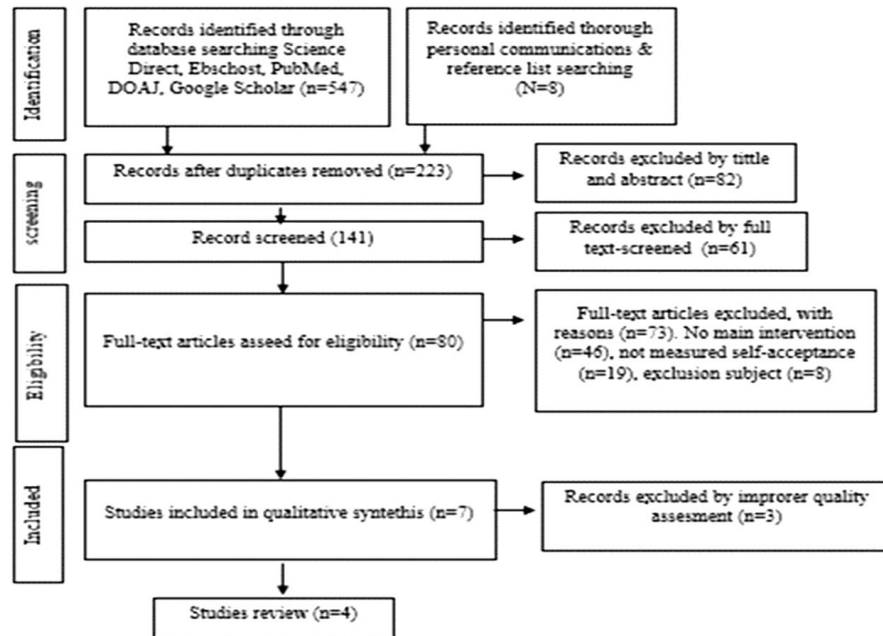 Identification
Records identified through
database searching Science
Direct, Ebschost, PubMed,
DOAJ, Google Scholar (n=547)
Records identified thorough
personal communications &
reference list searching
(N=8)
screening
Records after duplicates removed (n=223)
Records excluded by tittle
and abstract (n=82)
Record screened (141)
Records excluded by full
text-screened (n=61)
Eligibility
Full-text articles asseed for eligibility (n=80)
Full-text articles excluded, with
reasons (n=73). No main intervention
(n=46), not measured self-acceptance
(n=19), exclusion subject (n=8)
Included
Studies included in qualitative syntethis (n=7)
Records excluded by improrer quality
assesment (n=3)
Studies review (n=4)